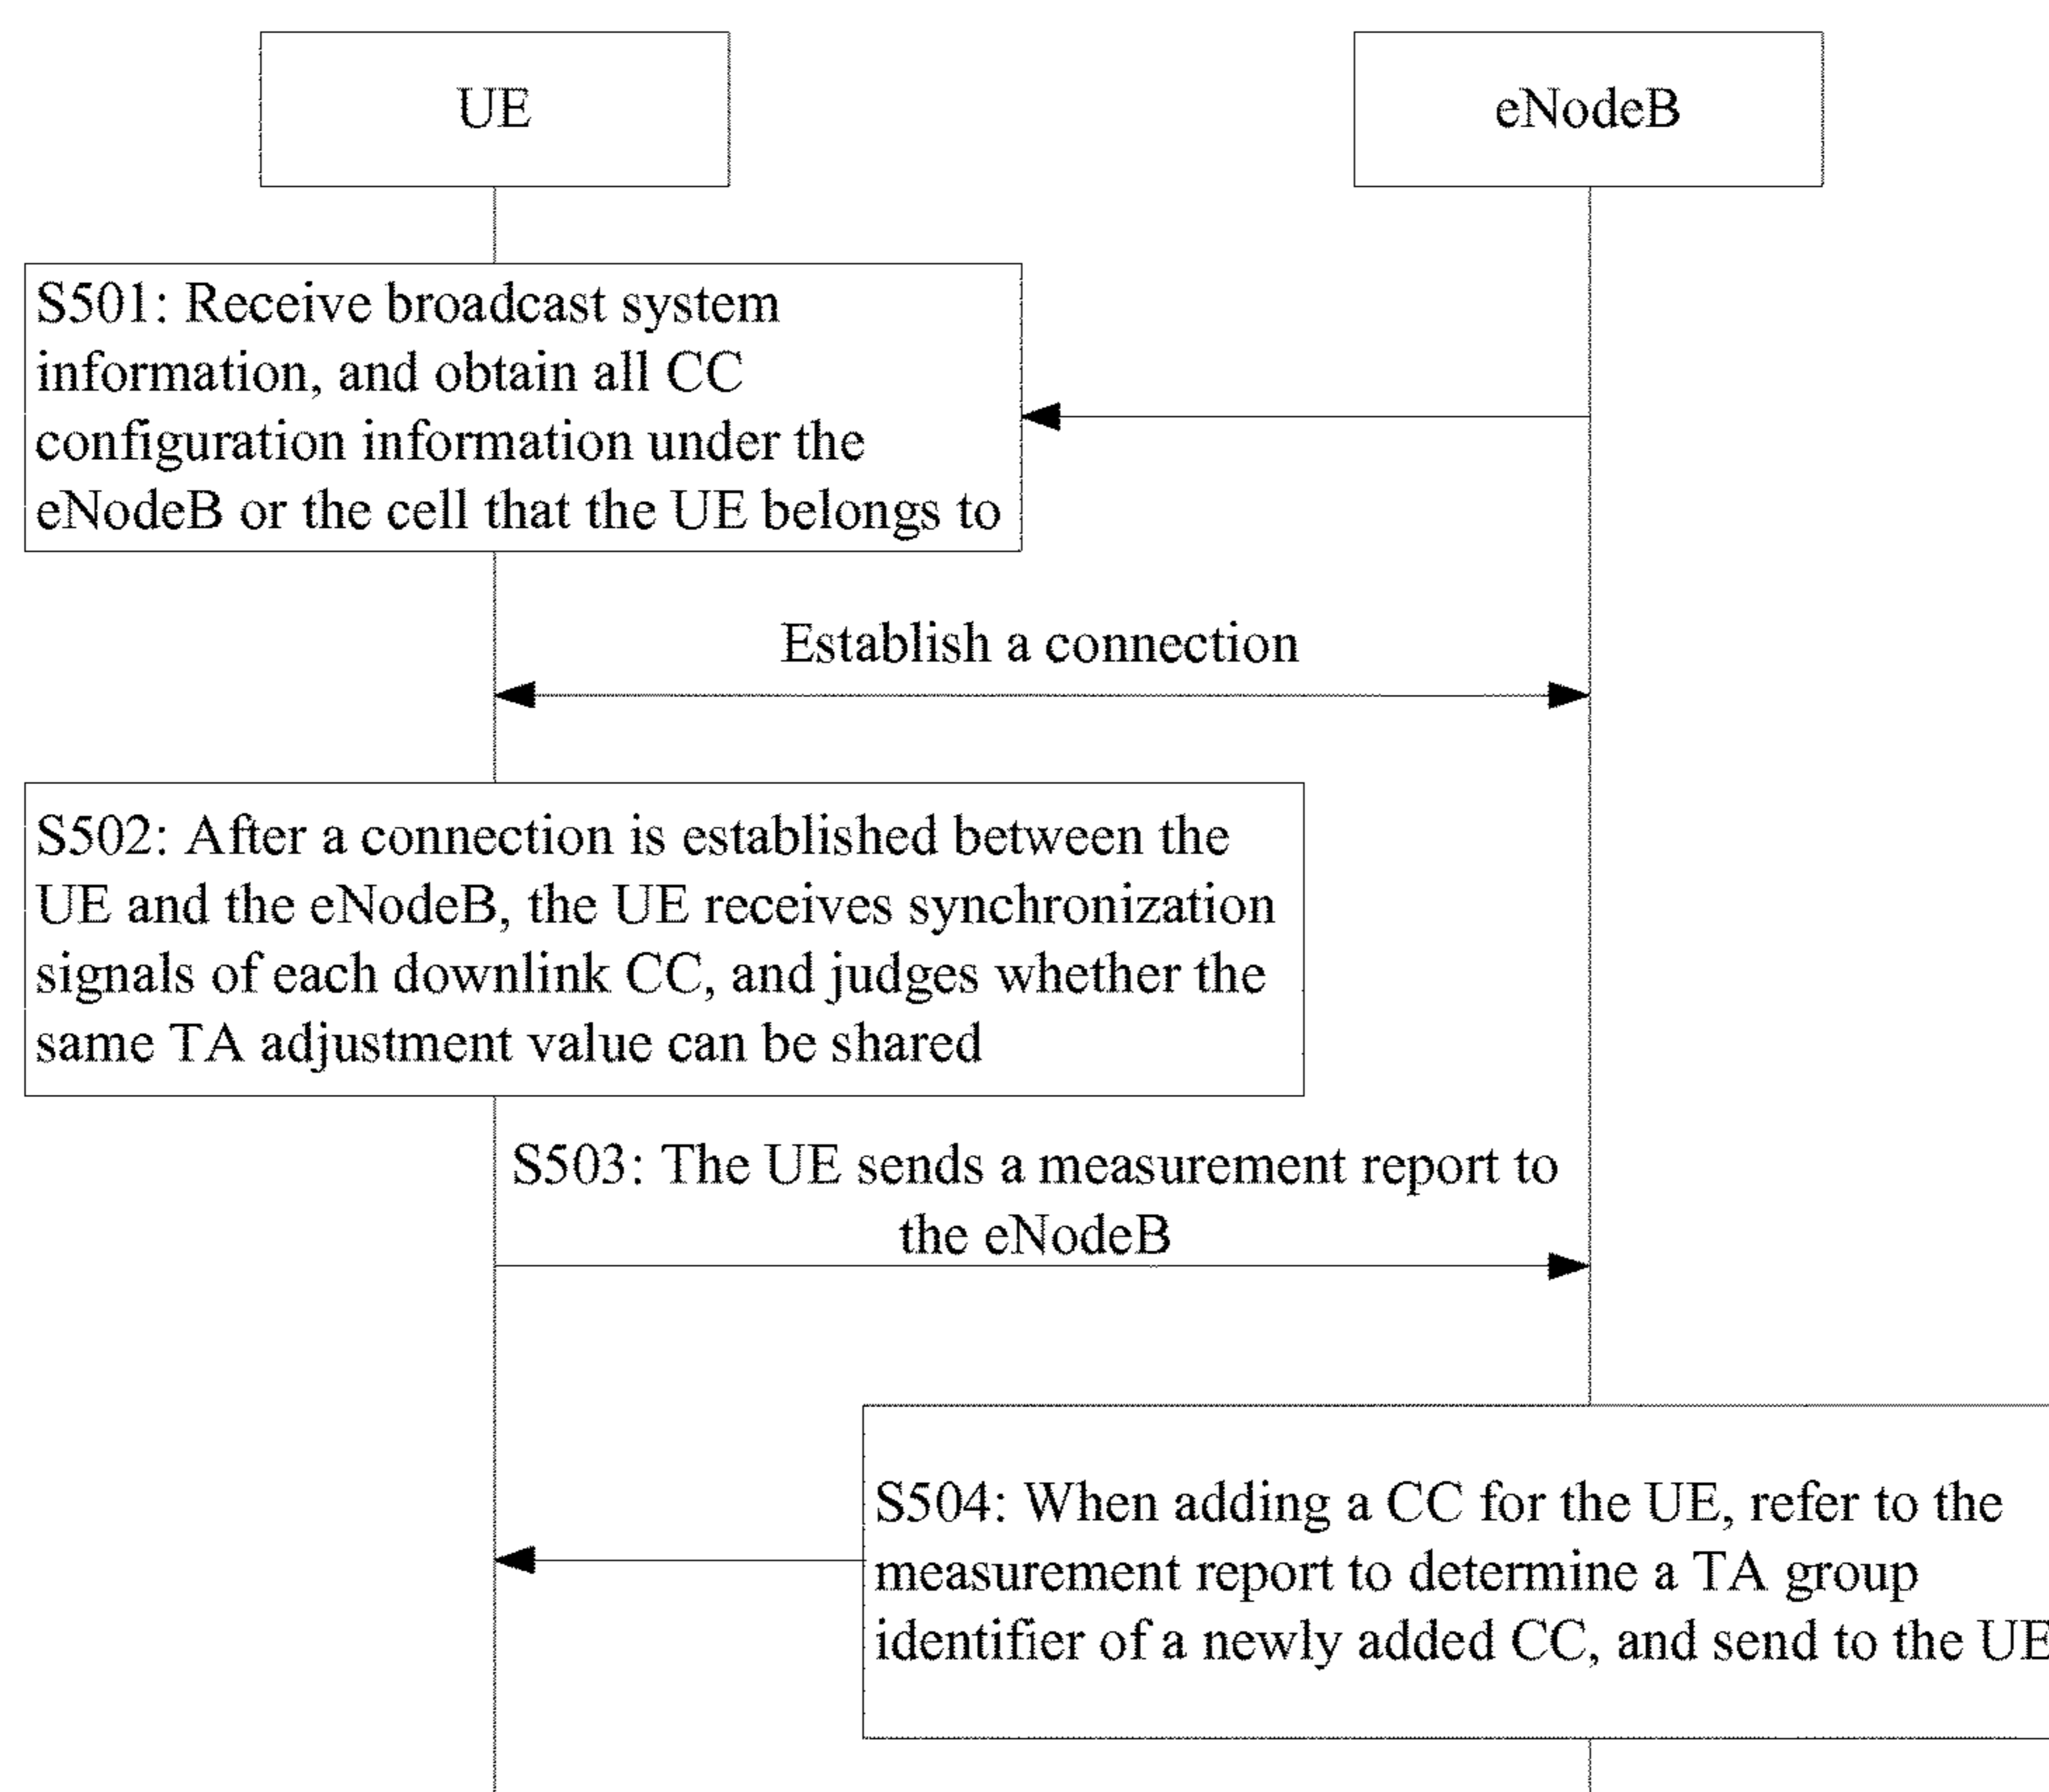 UE
eNodeB
S501: Receive broadcast system
information, and obtain all CC
configuration information under the
eNodeB or the cell that the UE belongs to
Establish a connection
S502: After a connection is established between the
UE and the eNodeB, the UE receives synchronization
signals of each downlink CC, and judges whether the
same TA adjustment value can be shared
S503: The UE sends a measurement report to
the eNodeB
S504: When adding a CC for the UE, refer to the
measurement report to determine a TA group
identifier of a newly added CC, and send to the UE